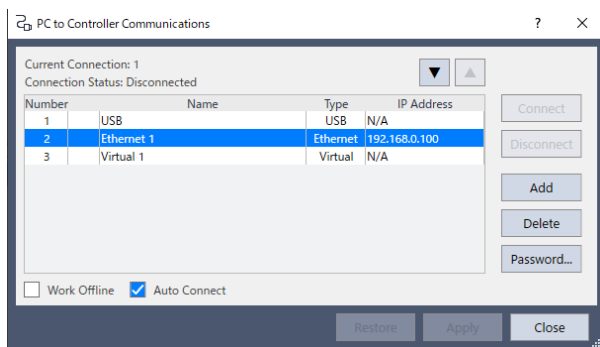 PC to Controller Communications
Current Connection: 1
Connection Status: Disconnected
Number Name Type IP Address
1 USB USB N/A
2 Ethernet 1 Ethernet 192.168.0.100
3 Virtual 1 Virtual N/A
Connect
Disconnect
Add
Delete
Password...
Work Offline Auto Connect
Restore Apply Close